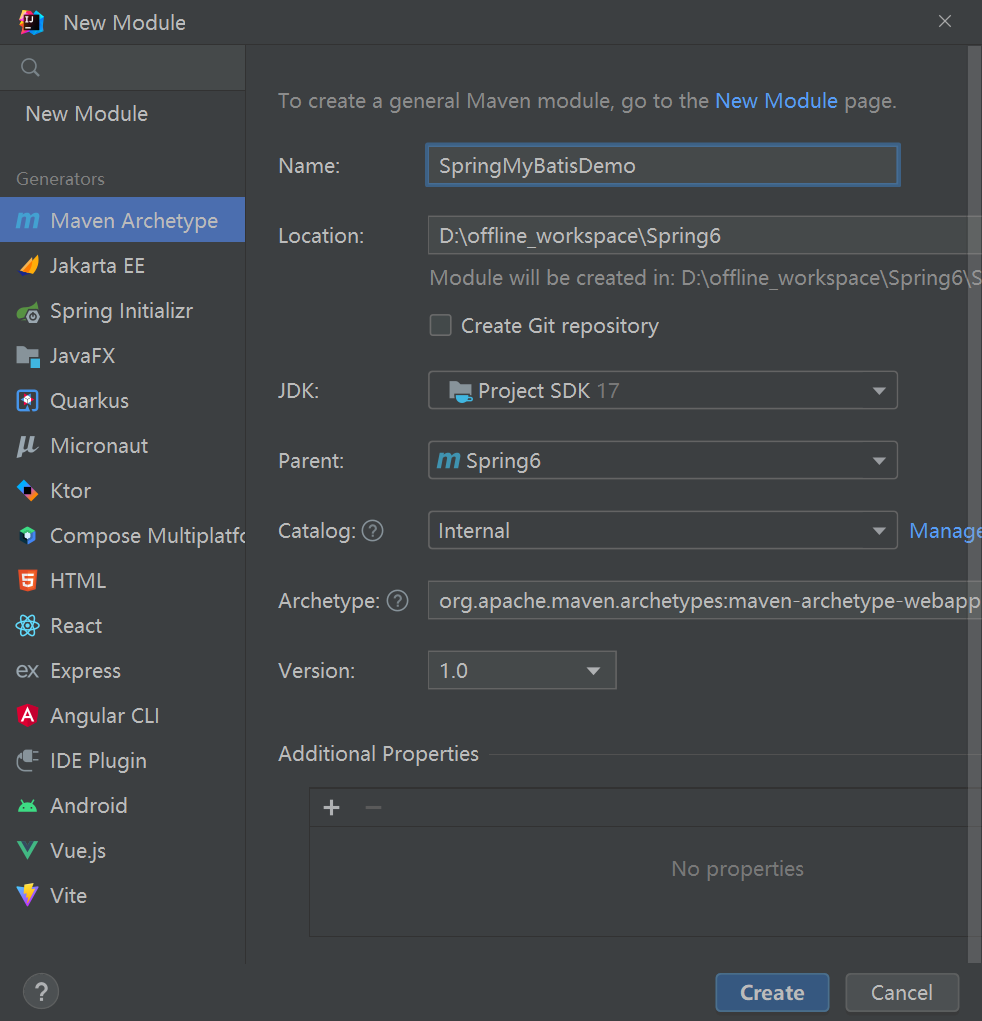 New Module
New Module
Generators
Maven Archetype
Jakarta EE
Spring Initializr
JavaFX
Quarkus
Micronaut
Ktor
Compose Multiplatfo
HTML
React
Express
Angular CLI
IDE Plugin
Android
Vue.js
Vite
To create a general Maven module, go to the New Module page.
Name: SpringMyBatisDemo
Location: D:\offline_workspace\Spring6
Module will be created in: D:\offline_workspace\Spring6\S
Create Git repository
JDK: Project SDK 17
Parent: Spring6
Catalog: ? Internal Manage
Archetype: ? org.apache.maven.archetypes:maven-archetype-webapp
Version: 1.0
Additional Properties
No properties
? Create Cancel